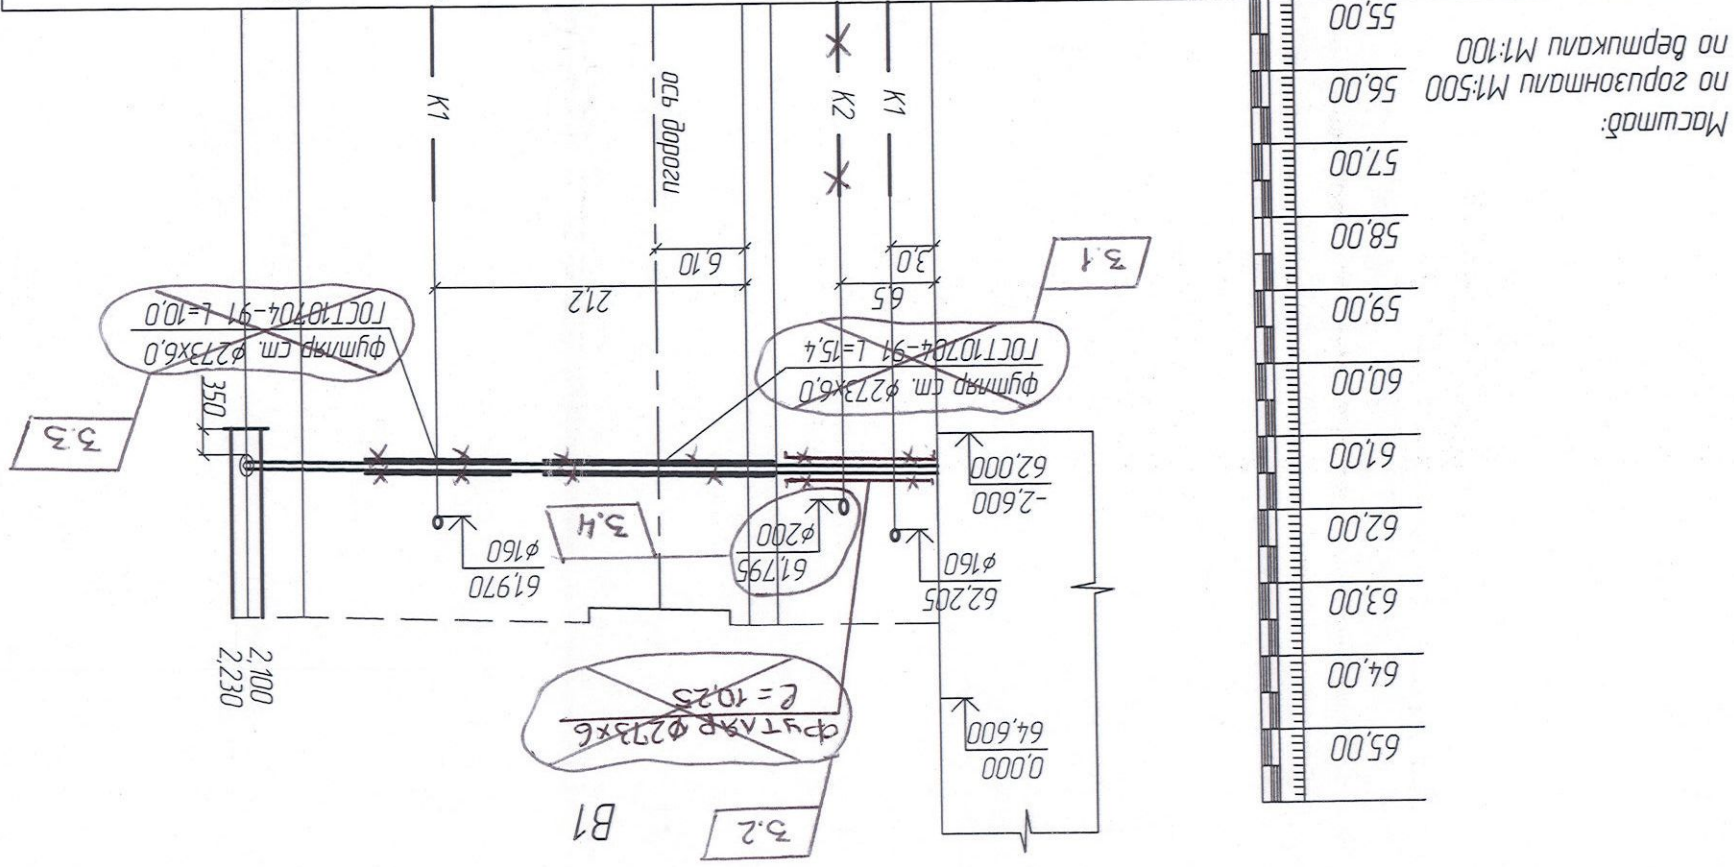 Масштаб:
по горизонтали М1:500
по вертикали М1:100
65,00
64,00
63,00
62,00
61,00
60,00
59,00
58,00
57,00
56,00
55,00
В1
3.2
0,000
64,600
футляр ф273х6
l = 10,25
2,100
2,230
62,205
ф160
61,795
ф200
61,970
ф160
3.4
-2,600
62,000
3.3
350
футляр ст. ф273х6,0
ГОСТ10704-91 L=15,4
футляр ст. ф273х6,0
ГОСТ10704-91 L=10,0
3.1
6,5
21,2
3,0
6,10
ось дороги
К1
К2
К1